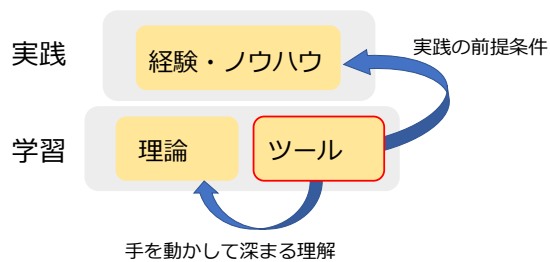 実践
経験・ノウハウ
実践の前提条件
学習
理論
ツール
手を動かして深まる理解